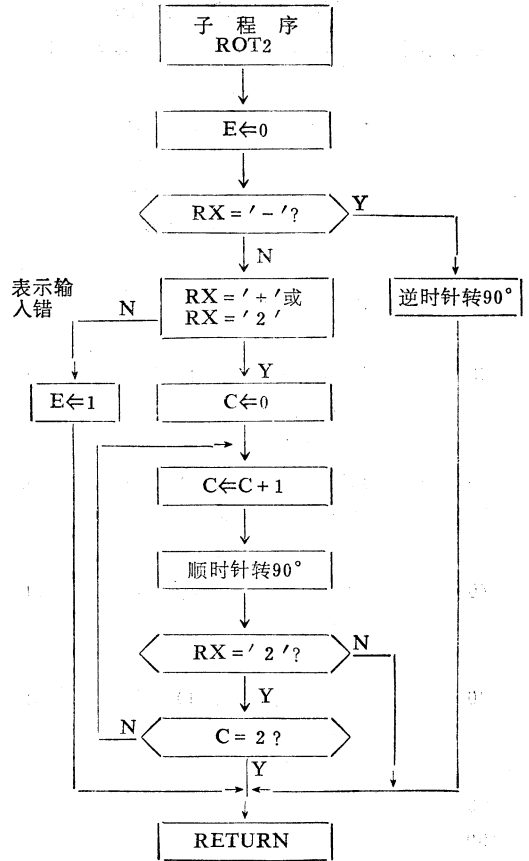 子 程 序
ROT2
E⇐0
RX = ′－′?
Y
N
表示输
入错
N
RX = ′+′或
RX = ′2′
逆时针转90°
Y
E⇐1
C⇐0
C⇐C + 1
顺时针转90°
RX = ′2′?
N
Y
N
C = 2?
Y
RETURN